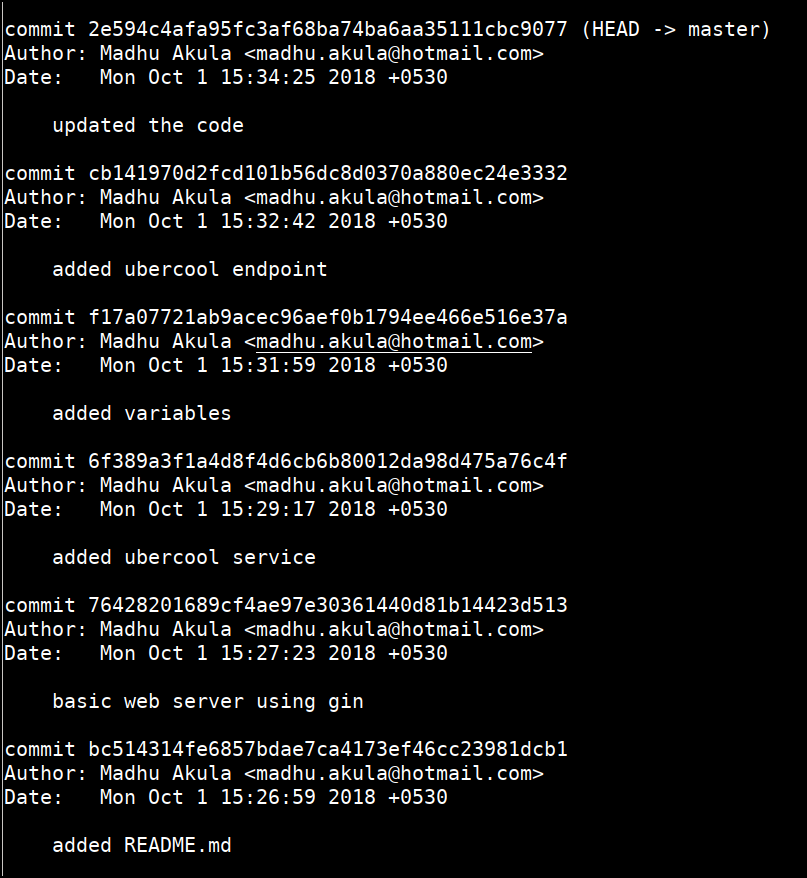 commit 2e594c4afa95fc3af68ba74ba6aa35111cbc9077 (HEAD -> master)
Author: Madhu Akula <madhu.akula@hotmail.com>
Date:   Mon Oct 1 15:34:25 2018 +0530
updated the code
commit cb141970d2fcd101b56dc8d0370a880ec24e3332
Author: Madhu Akula <madhu.akula@hotmail.com>
Date:   Mon Oct 1 15:32:42 2018 +0530
added ubercool endpoint
commit f17a07721ab9acec96aef0b1794ee466e516e37a
Author: Madhu Akula <madhu.akula@hotmail.com>
Date:   Mon Oct 1 15:31:59 2018 +0530
added variables
commit 6f389a3f1a4d8f4d6cb6b80012da98d475a76c4f
Author: Madhu Akula <madhu.akula@hotmail.com>
Date:   Mon Oct 1 15:29:17 2018 +0530
added ubercool service
commit 76428201689cf4ae97e30361440d81b14423d513
Author: Madhu Akula <madhu.akula@hotmail.com>
Date:   Mon Oct 1 15:27:23 2018 +0530
basic web server using gin
commit bc514314fe6857bdae7ca4173ef46cc23981dcb1
Author: Madhu Akula <madhu.akula@hotmail.com>
Date:   Mon Oct 1 15:26:59 2018 +0530
added README.md